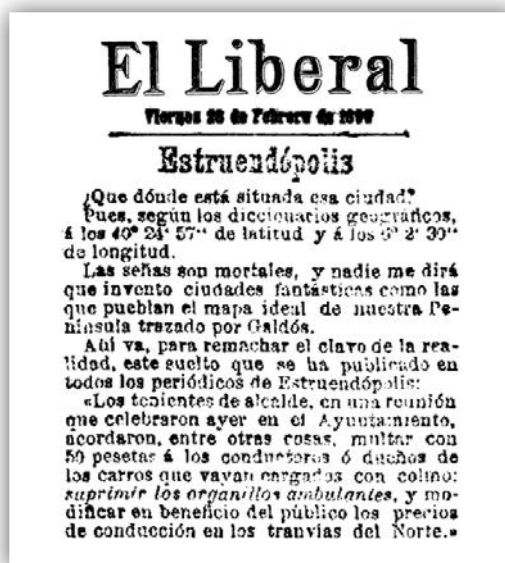 El Liberal
Viernes de Febrero de
Estruendópolis
¿Que dónde está situada esa ciudad?
Pues, según los diccionarios geográficos,
á los 40° 24' 57'' de latitud y á los 2' 30''
de longitud.
Las señas son mortales, y nadie me dirá
que invento ciudades fantásticas como las
que pueblan el mapa ideal de nuestra Pe-
nínsula trazado por Galdós.
Ahí va, para remachar el clavo de la rea-
lidad, este suelto que se ha publicado en
todos los periódicos de Estruendópolis:
«Los tenientes de alcalde, en una reunión
que celebraron ayer en el Ayuntamiento,
acordaron, entre otras cosas, multar con
50 pesetas á los conductores ó dueños de
los carros que vayan cargados con
suprimir los organillos ambulantes, y mo-
dificar en beneficio del público los precios
de conducción en los tranvías del Norte.»